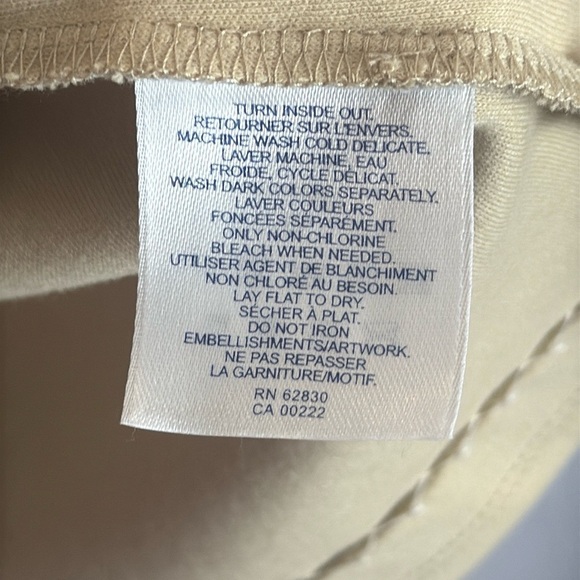 TURN INSIDE OUT.
RETOURNER SUR L'ENVERS.
MACHINE WASH COLD DELICATE.
LAVER MACHINE, EAU
FROIDE, CYCLE DÉLICAT.
WASH DARK COLORS SEPARATELY.
LAVER COULEURS
FONCÉES SÉPARÉMENT.
ONLY NON-CHLORINE
BLEACH WHEN NEEDED.
UTILISER AGENT DE BLANCHIMENT
NON CHLORÉ AU BESOIN.
LAY FLAT TO DRY.
SÉCHER À PLAT.
DO NOT IRON
EMBELLISHMENTS/ARTWORK.
NE PAS REPASSER
LA GARNITURE/MOTIF.
RN 62830
CA 00222